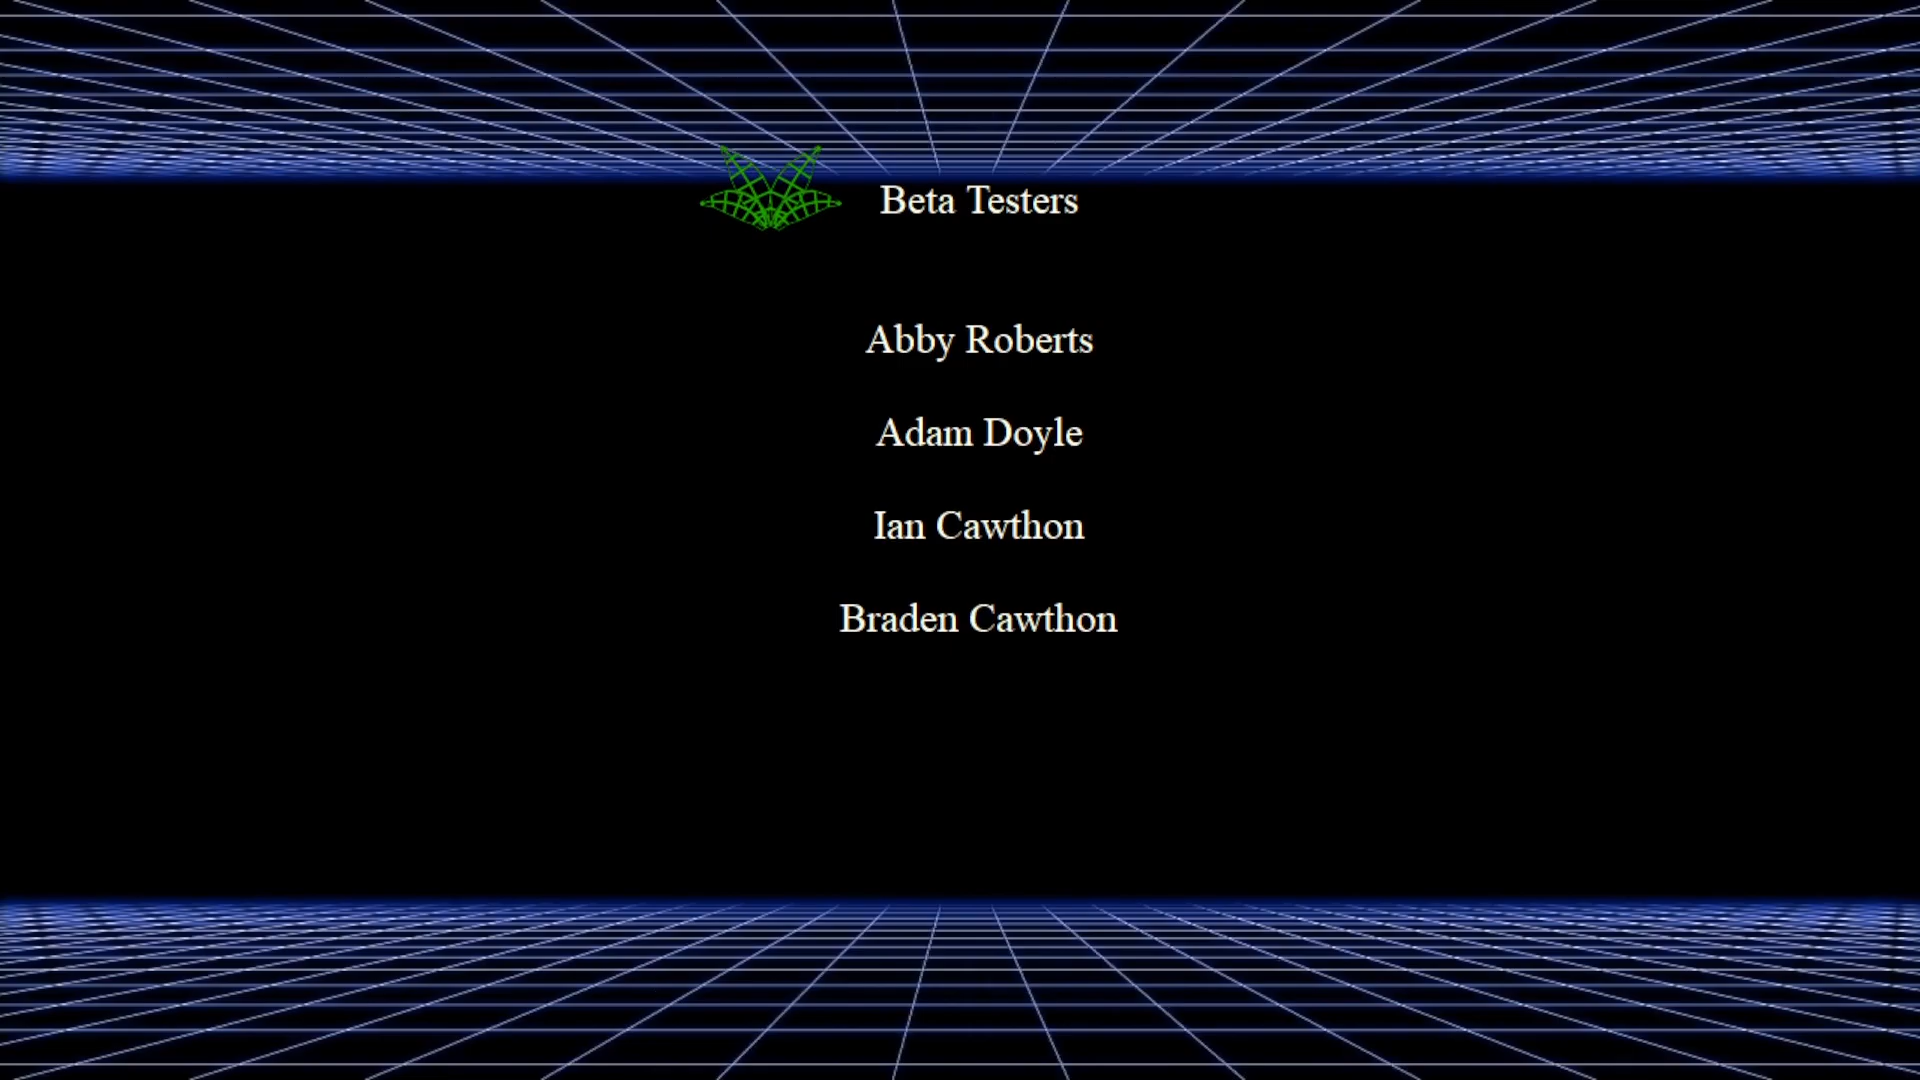 Beta Testers
Abby Roberts
Adam Doyle
Ian Cawthon
Braden Cawthon